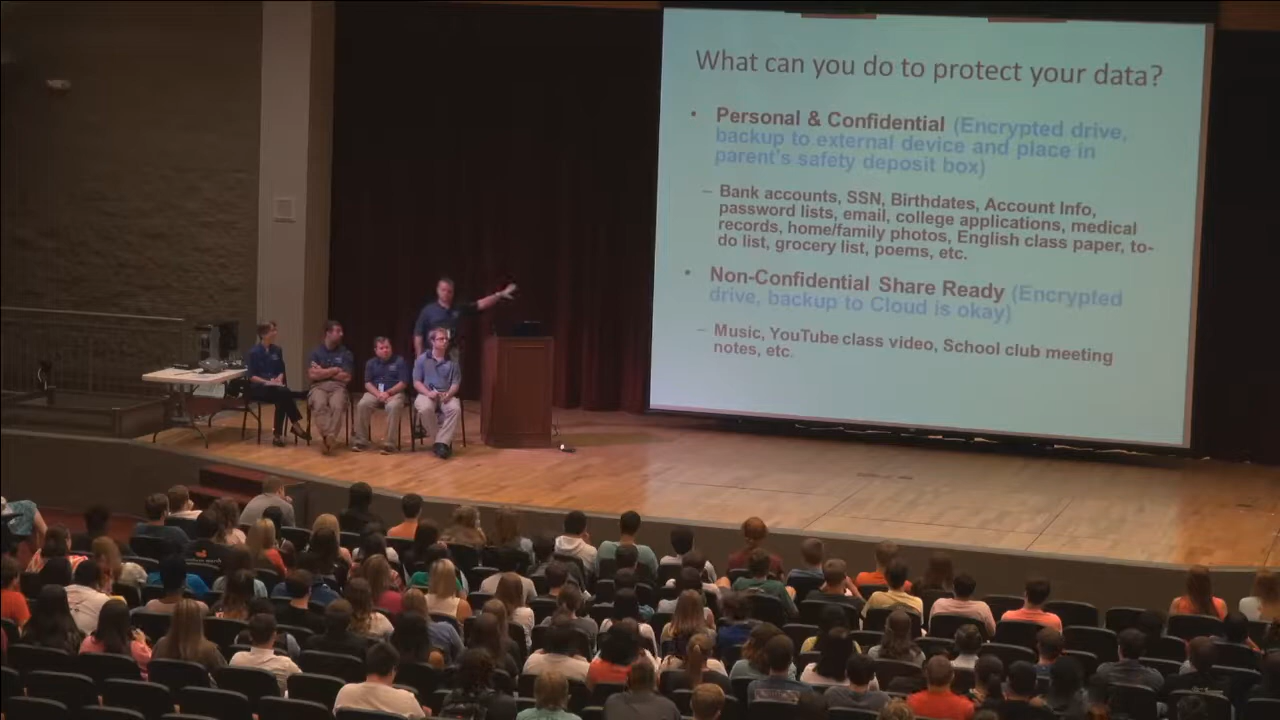 What can you do to protect your data?
• Personal & Confidential (Encrypted drive,
backup to external device and place in
parent's safety deposit box)
– Bank accounts, SSN, Birthdates, Account Info,
password lists, email, college applications, medical
records, home/family photos, English class paper, to-
do list, grocery list, poems, etc.
• Non-Confidential Share Ready (Encrypted
drive, backup to Cloud is okay)
– Music, YouTube class video, School club meeting
notes, etc.